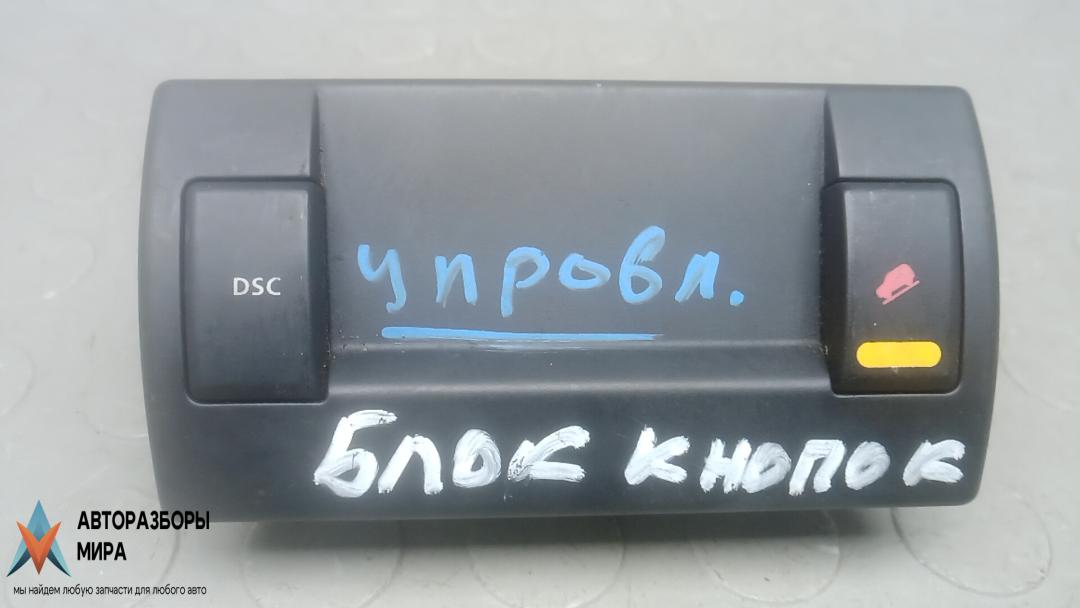 DSC
упровл.
БЛОК КНОПОК
АВТОРАЗБОРЫ
МИРА
мы найдем любую запчасти для любого авто